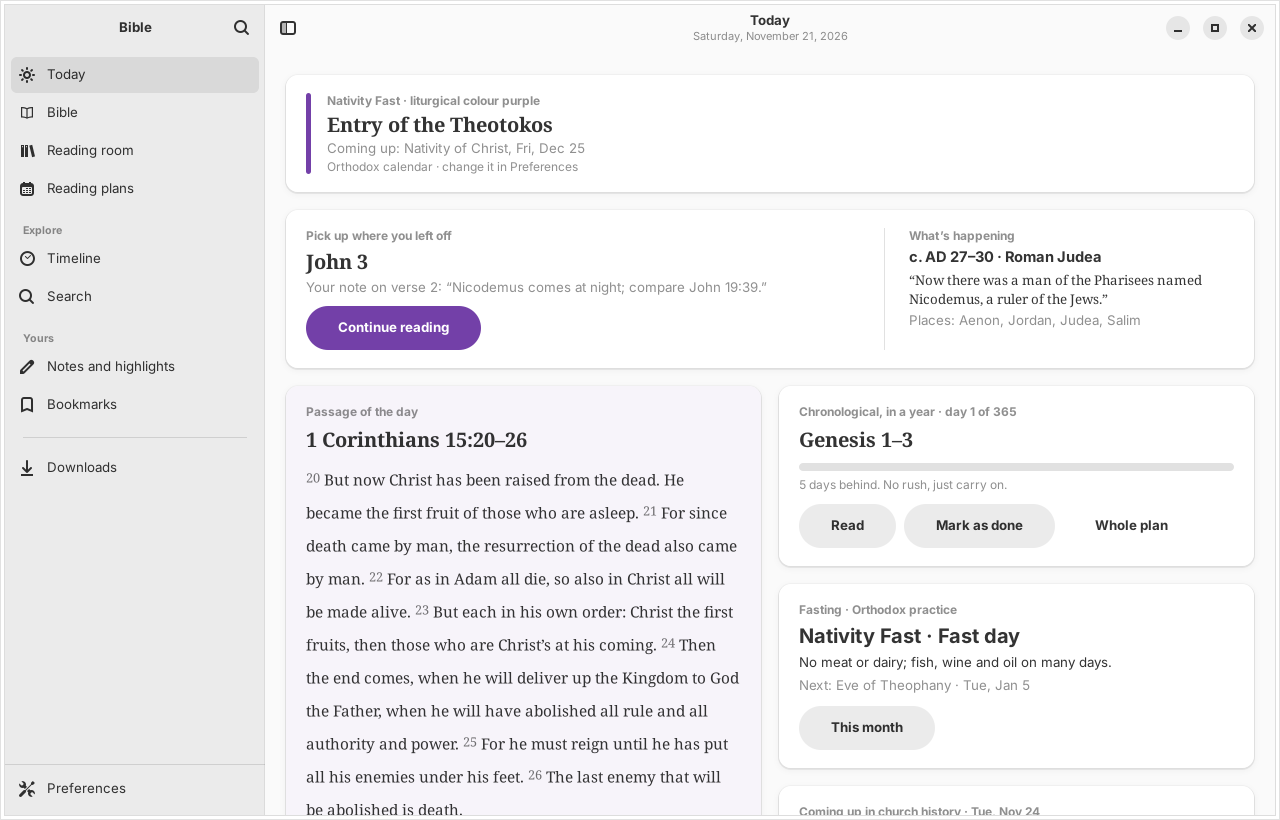 Bible
Today
Bible
Reading room
Reading plans
Explore
Timeline
Search
Yours
Notes and highlights
Bookmarks
Downloads
Preferences
Today
Saturday, November 21, 2026
Nativity Fast · liturgical colour purple
Entry of the Theotokos
Coming up: Nativity of Christ, Fri, Dec 25
Orthodox calendar · change it in Preferences
Pick up where you left off
John 3
Your note on verse 2: “Nicodemus comes at night; compare John 19:39.”
Continue reading
What’s happening
c. AD 27–30 · Roman Judea
“Now there was a man of the Pharisees named
Nicodemus, a ruler of the Jews.”
Places: Aenon, Jordan, Judea, Salim
Passage of the day
1 Corinthians 15:20–26
20 But now Christ has been raised from the dead. He
became the first fruit of those who are asleep. 21 For since
death came by man, the resurrection of the dead also came
by man. 22 For as in Adam all die, so also in Christ all will
be made alive. 23 But each in his own order: Christ the first
fruits, then those who are Christ’s at his coming. 24 Then
the end comes, when he will deliver up the Kingdom to God
the Father, when he will have abolished all rule and all
authority and power. 25 For he must reign until he has put
all his enemies under his feet. 26 The last enemy that will
be abolished is death.
Chronological, in a year · day 1 of 365
Genesis 1–3
5 days behind. No rush, just carry on.
Read
Mark as done
Whole plan
Fasting · Orthodox practice
Nativity Fast · Fast day
No meat or dairy; fish, wine and oil on many days.
Next: Eve of Theophany · Tue, Jan 5
This month
Coming up in church history · Tue, Nov 24